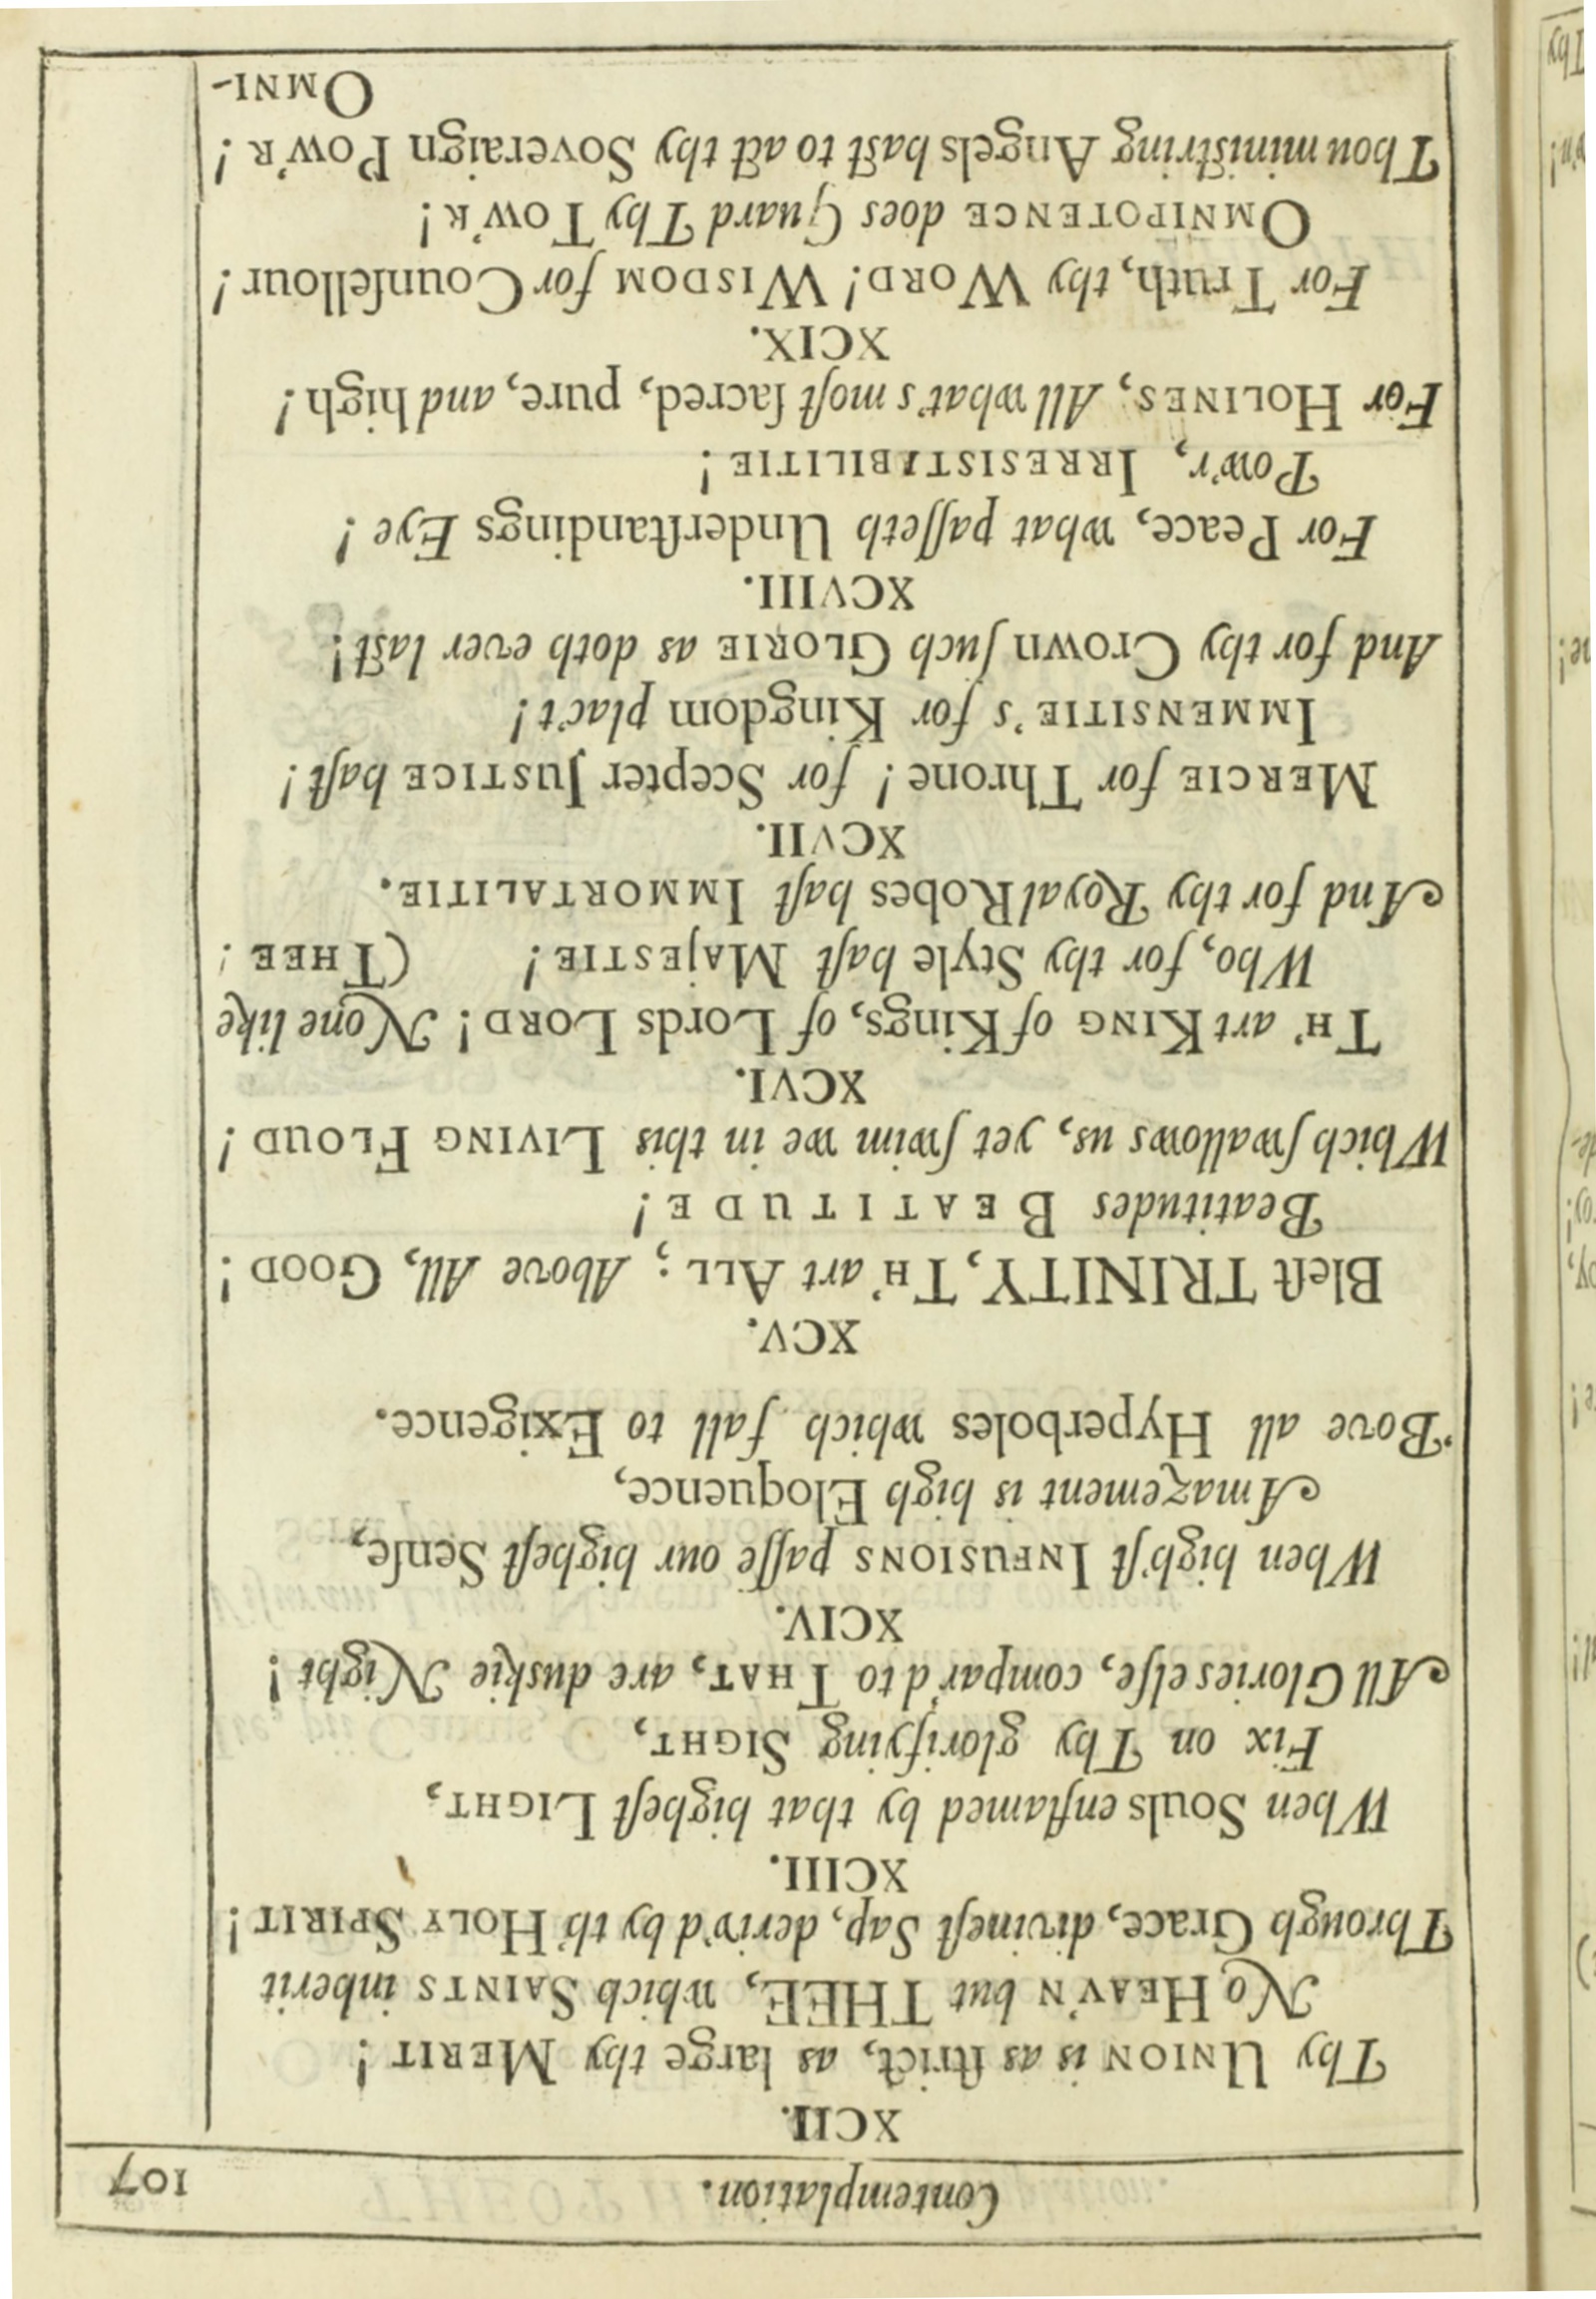 Contemplation. 107
XCII.
Thy UNION is as ſtrict, as large thy MERIT!
No HEAV'N but THEE, which SAINTS inherit
Through Grace, divineſt Sap, deriv'd by th' HOLY SPIRIT!
XCIII.
When Souls enflamed by that higheſt LIGHT,
Fix on Thy glorifying SIGHT,
All Glories elſe, compar'd to THAT, are duskie Night!
XCIV.
When high'ſt INFUSIONS paſſe our higheſt Senſe,
Amazement is high Eloquence,
'Bove all Hyperboles which fall to Exigence.
XCV.
Bleſt TRINITY, TH' art ALL; Above All, GOOD!
Beatitudes BEATITUDE!
Which ſwallows us, yet ſwim we in this LIVING FLOUD!
XCVI.
TH' art KING of Kings, of Lords LORD! None like
Who, for thy Style haſt MAJESTIE! (THEE!
And for thy Royal Robes haſt IMMORTALITIE.
XCVII.
MERCIE for Throne! for Scepter JUSTICE haſt!
IMMENSITIE's for Kingdom plac't!
And for thy Crown ſuch GLORIE as doth ever laſt!
XCVIII.
For Peace, what paſſeth Underſtandings Eye!
Pow'r, IRRESISTIBILITIE!
For HOLINES, All what's moſt ſacred, pure, and high!
XCIX.
For Truth, thy WORD! WISDOM for Counſellour!
OMNIPOTENCE does Guard Thy TOW'R!
Thou miniſtring Angels haſt to act thy Soveraign POW'R!
OMNI-